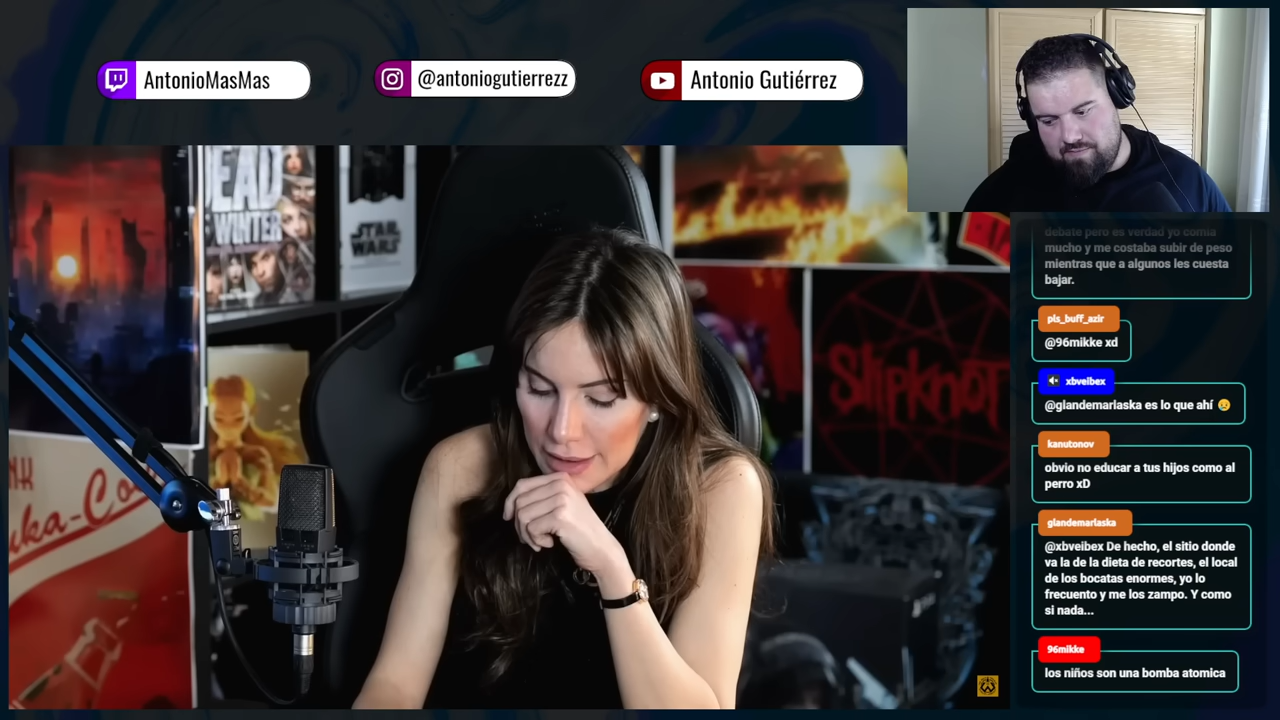 AntonioMasMas
@antoniogutierrezz
Antonio Gutiérrez
DEAD
WINTER
STAR
WARS
SLIPKNOT
debate pero es verdad yo comía
mucho y me costaba subir de peso
mientras que a algunos les cuesta
bajar.
pls_buff_azir
@96mikke xd
xbveibex
@glandemarlaska es lo que ahí 😢
kanutonov
obvio no educar a tus hijos como al
perro xD
glandemarlaska
@xbveibex De hecho, el sitio donde
va la de la dieta de recortes, el local
de los bocatas enormes, yo lo
frecuento y me los zampo. Y como
si nada...
96mikke
los niños son una bomba atomica